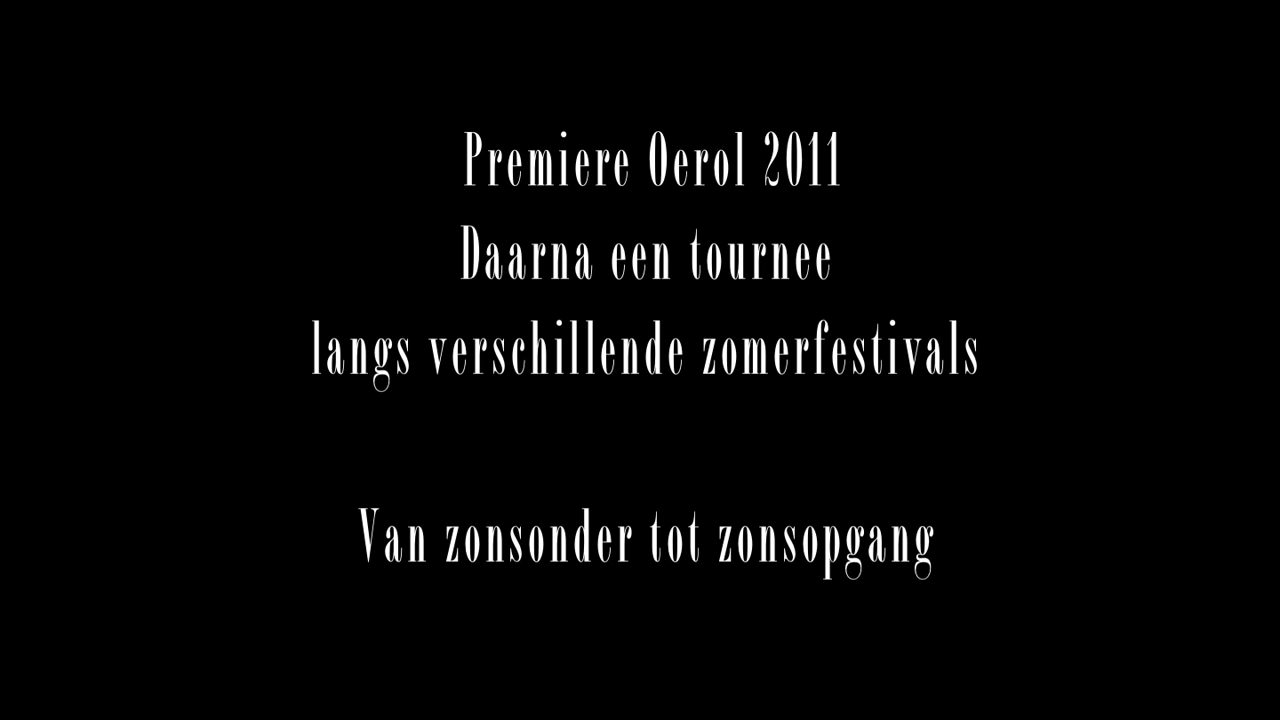 Premiere Oerol 2011
Daarna een tournee
langs verschillende zomerfestivals
Van zonsonder tot zonsopgang